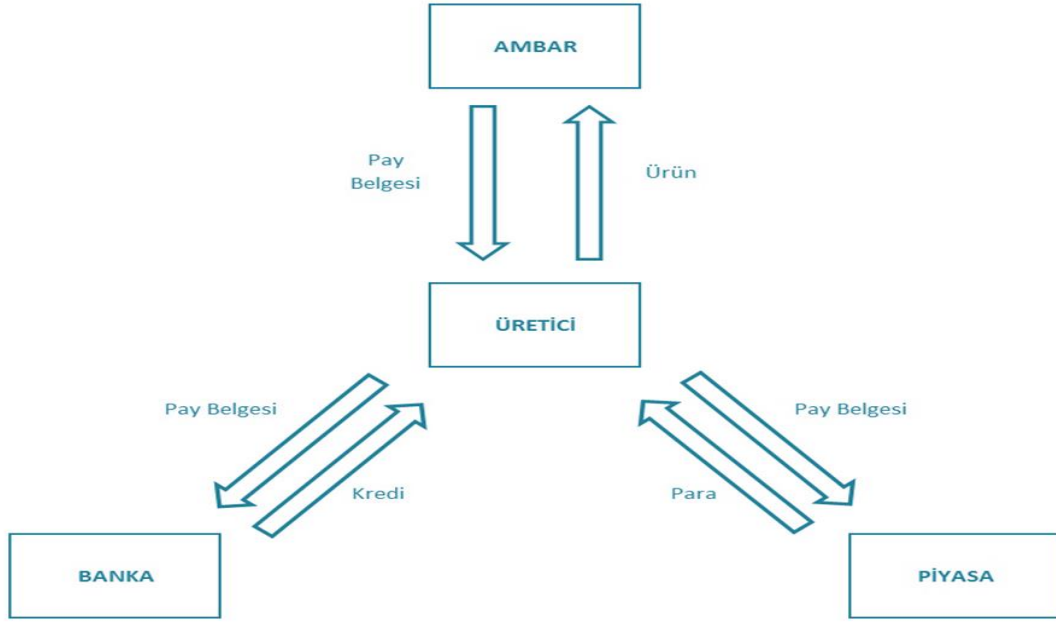 AMBAR
Pay
Belgesi
Ürün
ÜRETİCİ
Pay Belgesi
Pay Belgesi
Kredi
Para
BANKA
PİYASA